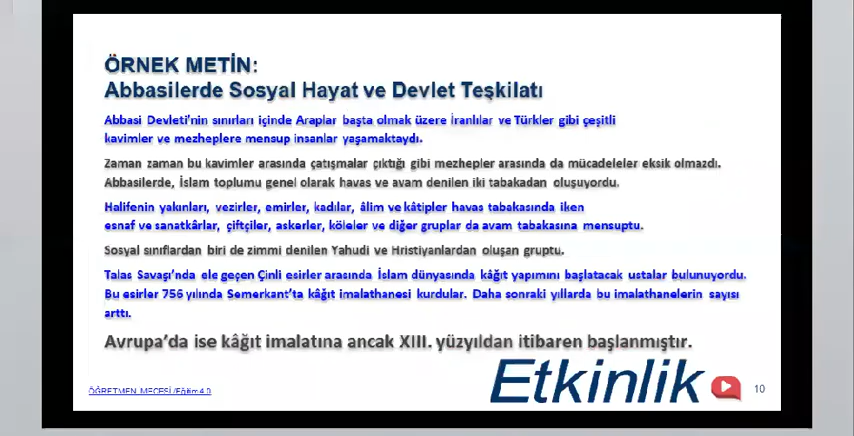 ÖRNEK METİN:
Abbasilerde Sosyal Hayat ve Devlet Teşkilatı
Abbasi Devleti'nin sınırları içinde Araplar başta olmak üzere İranlılar ve Türkler gibi çeşitli
kavimler ve mezheplere mensup insanlar yaşamaktaydı.
Zaman zaman bu kavimler arasında çatışmalar çıktığı gibi mezhepler arasında da mücadeleler eksik olmazdı.
Abbasilerde, İslam toplumu genel olarak havas ve avam denilen iki tabakadan oluşuyordu.
Halifenin yakınları, vezirler, emirler, kadılar, âlim ve kâtipler havas tabakasında iken
esnaf ve sanatkârlar, çiftçiler, askerler, köleler ve diğer gruplar da avam tabakasına mensuptu.
Sosyal sınıflardan biri de zimmi denilen Yahudi ve Hristiyanlardan oluşan gruptu.
Talas Savaşı'nda ele geçen Çinli esirler arasında İslam dünyasında kâğıt yapımını başlatacak ustalar bulunuyordu.
Bu esirler 756 yılında Semerkant'ta kâğıt imalathanesi kurdular. Daha sonraki yıllarda bu imalathanelerin sayısı
arttı.
Avrupa'da ise kâğıt imalatına ancak XIII. yüzyıldan itibaren başlanmıştır.
Etkinlik
ÖĞRETMEN MECESİ /Eğitim 4.0
10